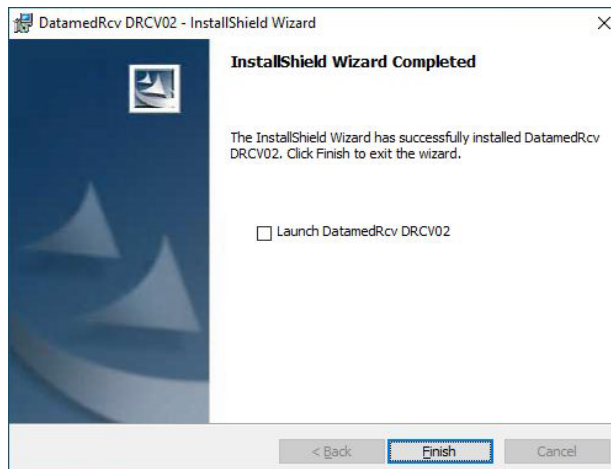 DatamedRcv DRCV02 - InstallShield Wizard
InstallShield Wizard Completed
The InstallShield Wizard has successfully installed DatamedRcv
DRCV02. Click Finish to exit the wizard.
Launch DatamedRcv DRCV02
< Back
Finish
Cancel